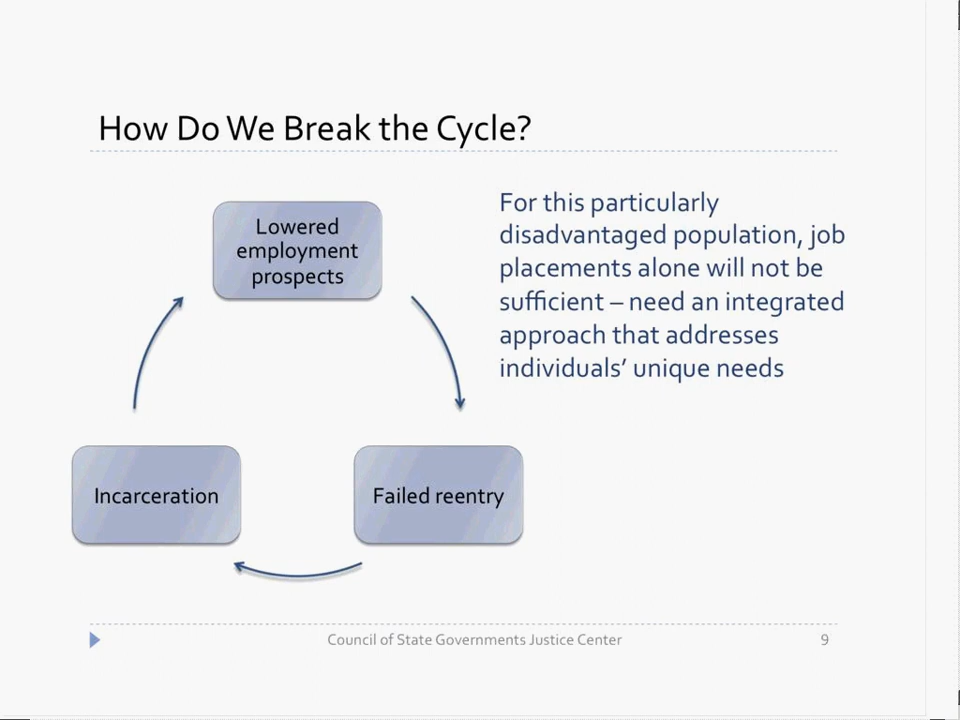 How Do We Break the Cycle?
Lowered
employment
prospects
For this particularly
disadvantaged population, job
placements alone will not be
sufficient – need an integrated
approach that addresses
individuals’ unique needs
Incarceration
Failed reentry
Council of State Governments Justice Center
9